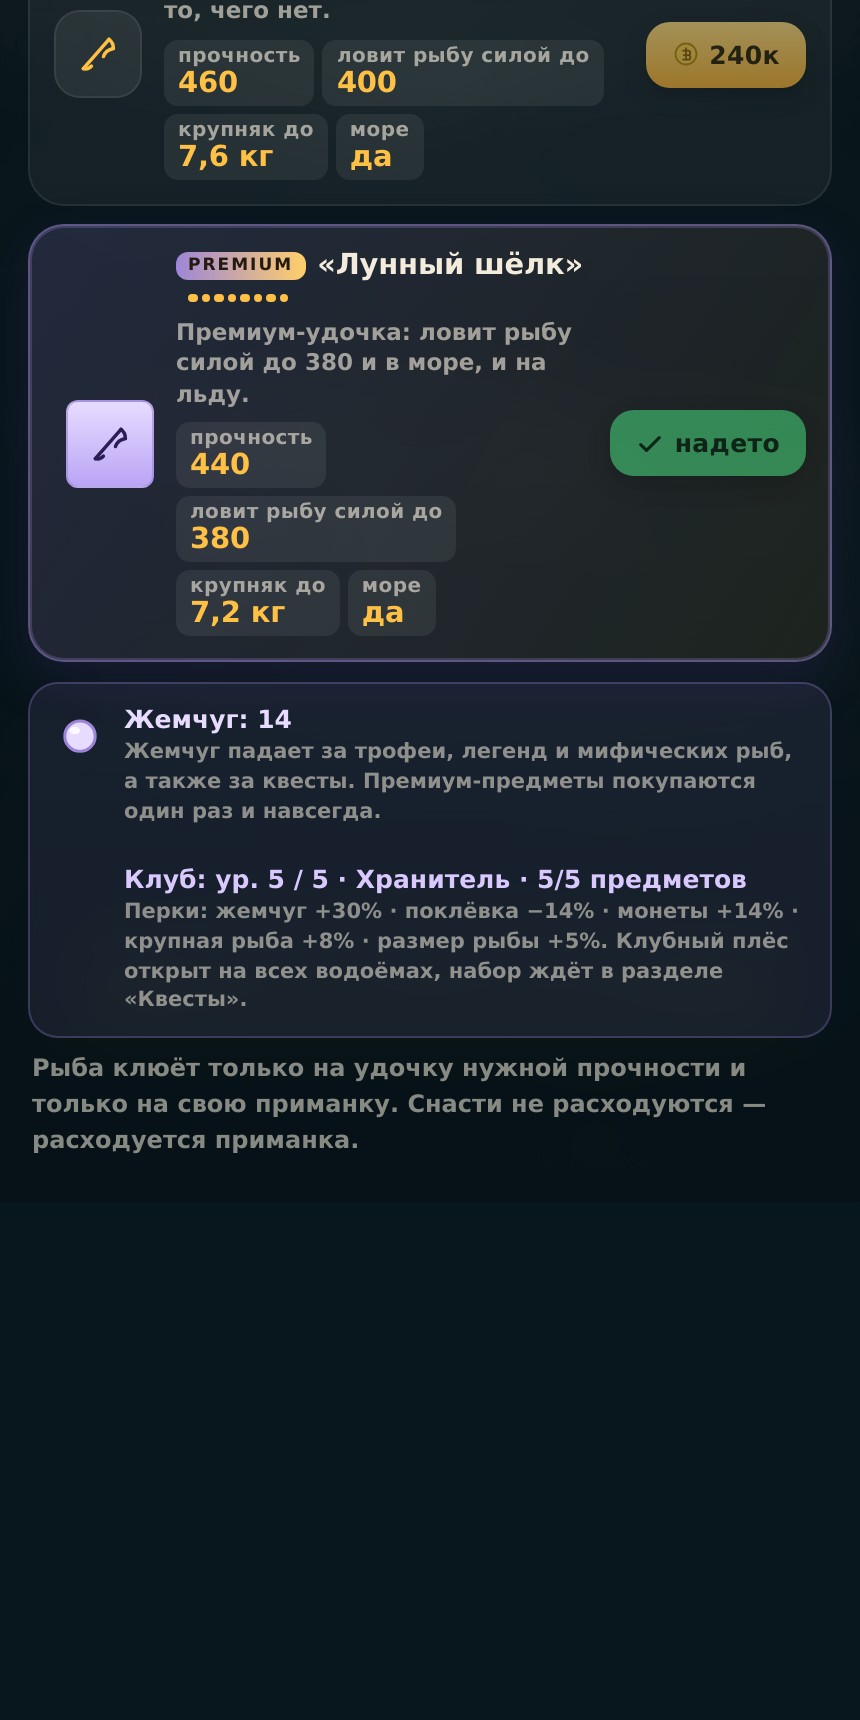 то, чего нет.
прочность ловит рыбу силой до
460 400
240к
крупняк до море
7,6 кг да
PREMIUM «Лунный шёлк»
Премиум-удочка: ловит рыбу
силой до 380 и в море, и на
льду.
прочность
440
надето
ловит рыбу силой до
380
крупняк до море
7,2 кг да
Жемчуг: 14
Жемчуг падает за трофеи, легенд и мифических рыб,
а также за квесты. Премиум-предметы покупаются
один раз и навсегда.
Клуб: ур. 5 / 5 · Хранитель · 5/5 предметов
Перки: жемчуг +30% · поклёвка −14% · монеты +14% ·
крупная рыба +8% · размер рыбы +5%. Клубный плёс
открыт на всех водоёмах, набор ждёт в разделе
«Квесты».
Рыба клюёт только на удочку нужной прочности и
только на свою приманку. Снасти не расходуются —
расходуется приманка.